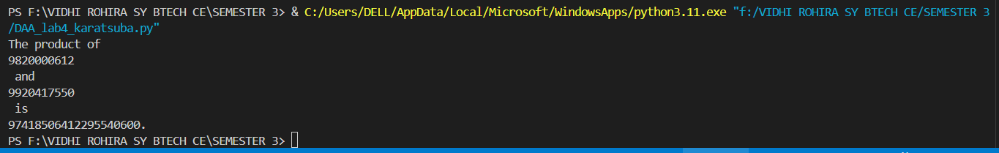 PS F:\VIDHI ROHIRA SY BTECH CE\SEMESTER 3> & C:/Users/DELL/AppData/Local/Microsoft/WindowsApps/python3.11.exe "f:/VIDHI ROHIRA SY BTECH CE/SEMESTER 3
/DAA_lab4_karatsuba.py"
The product of
9820000612
 and
9920417550
 is
97418506412295540600.
PS F:\VIDHI ROHIRA SY BTECH CE\SEMESTER 3>